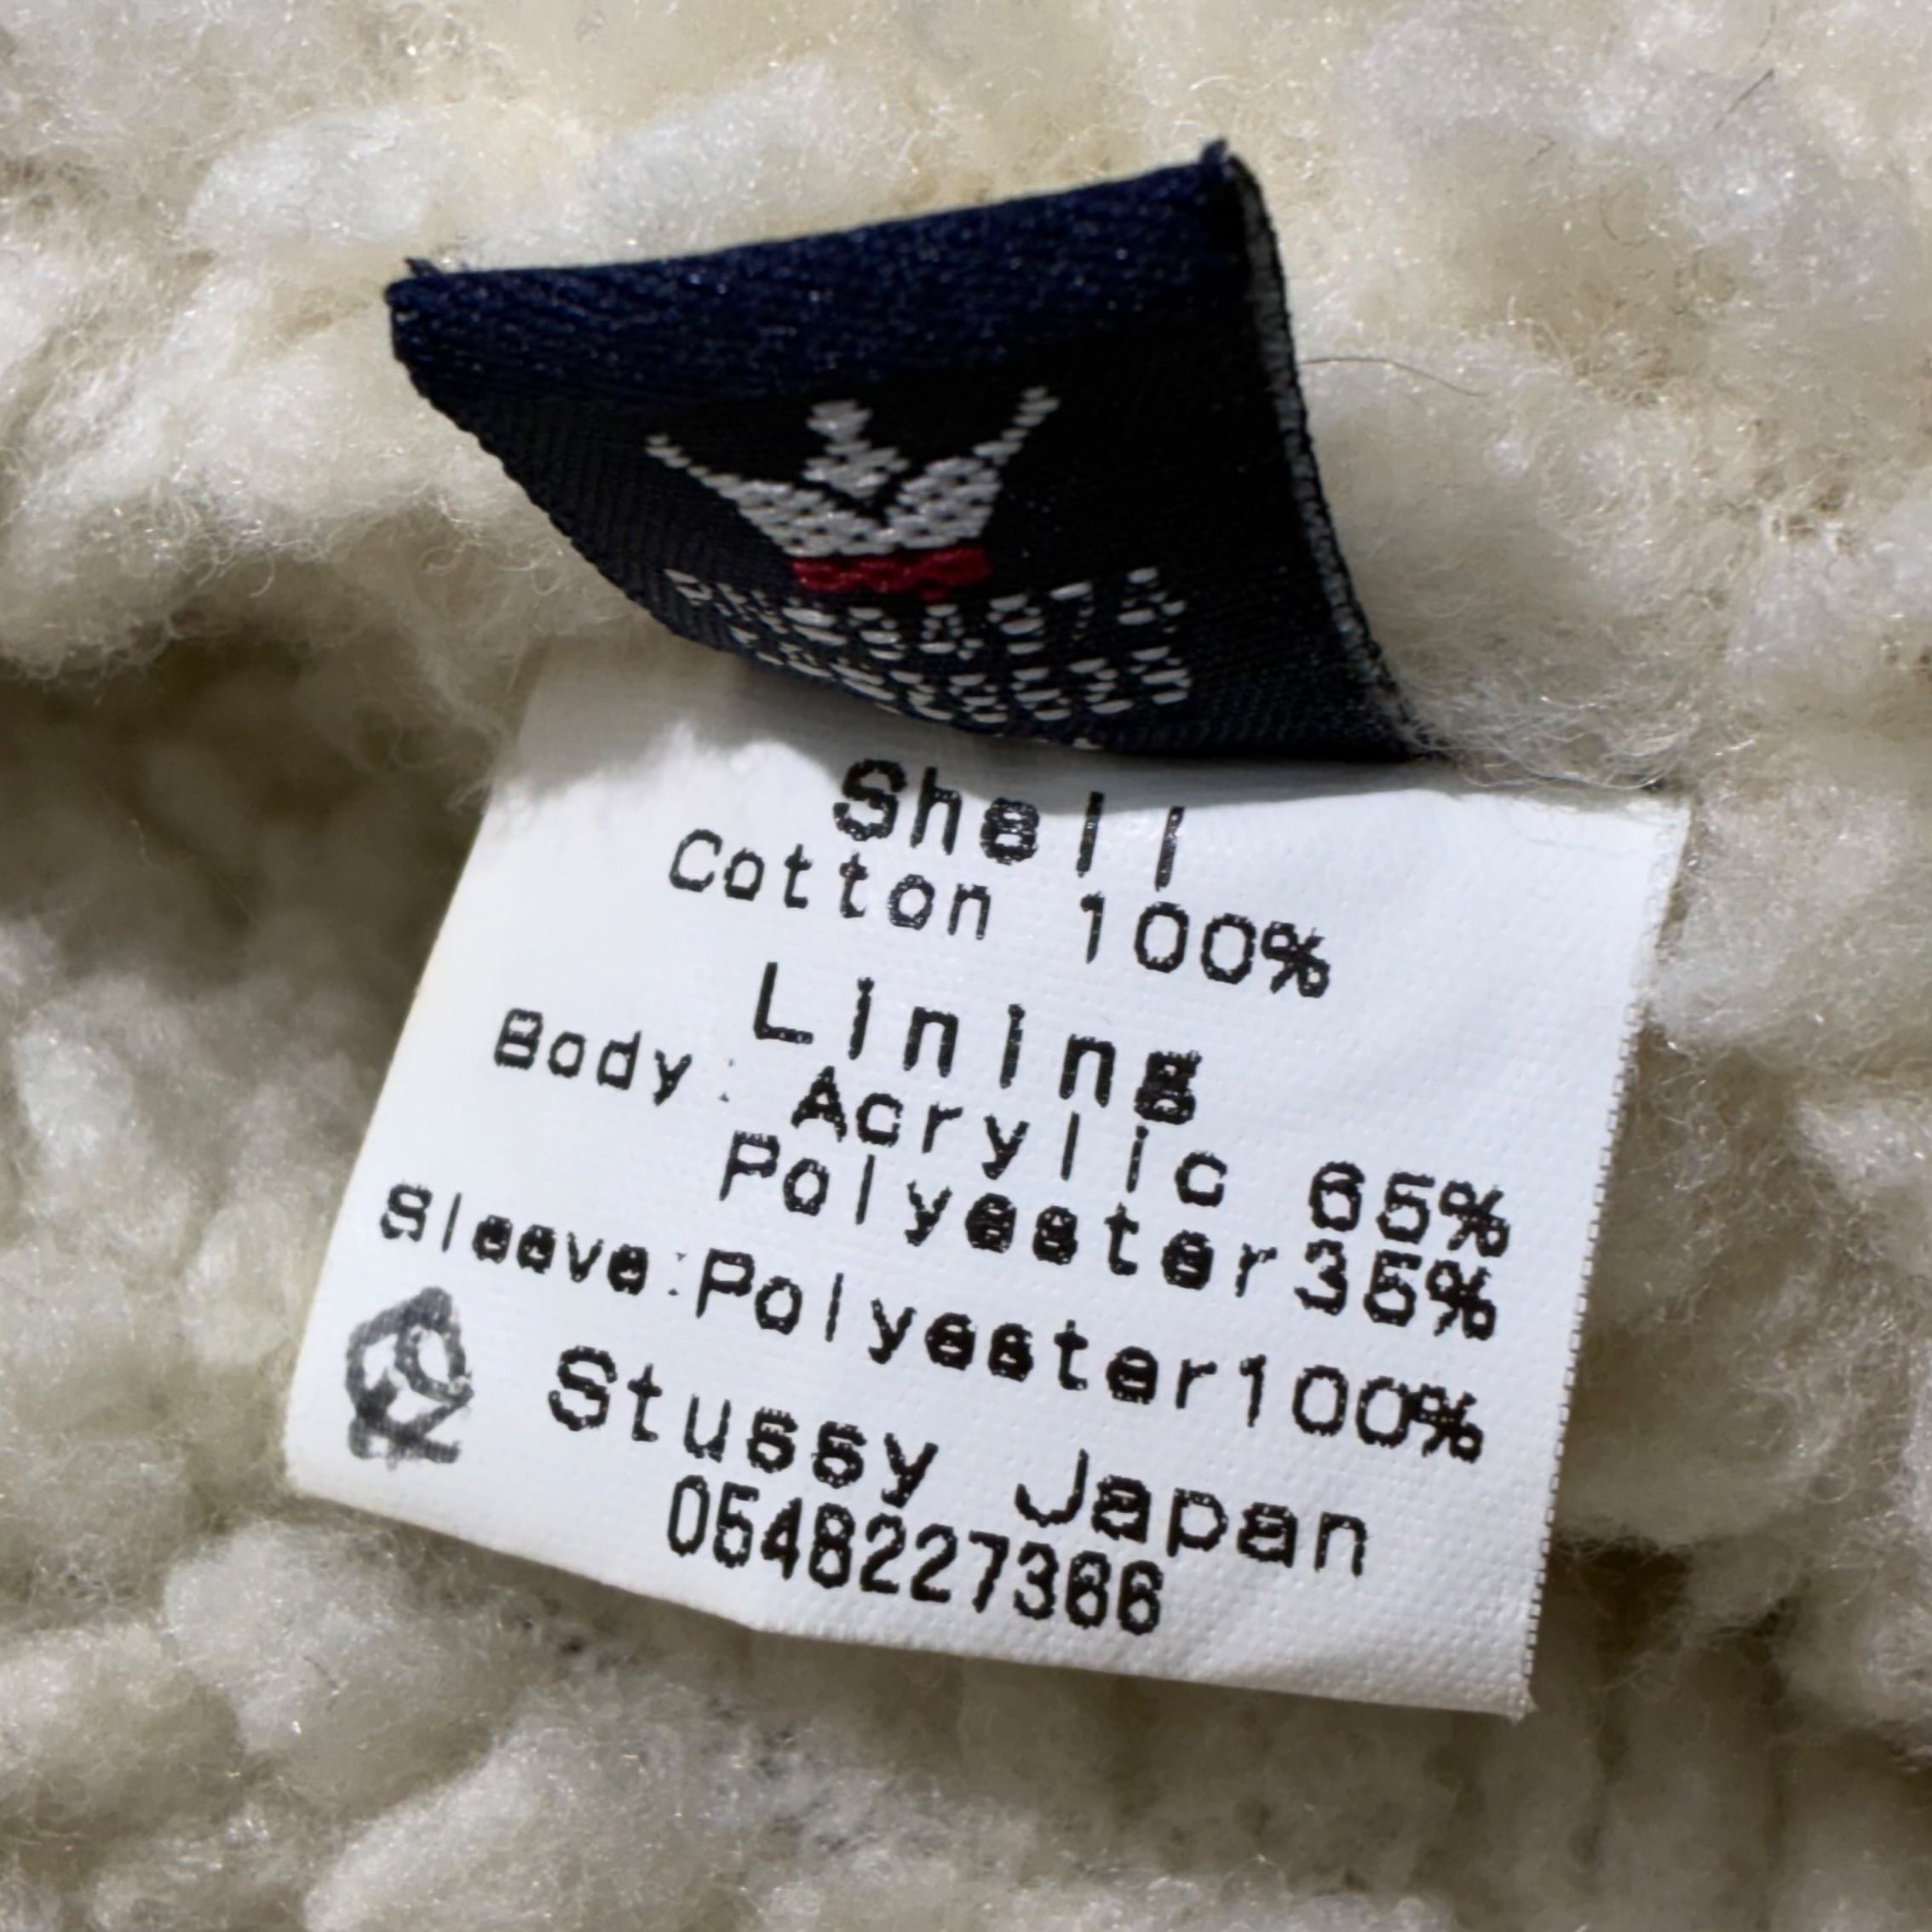 Shell
Cotton 100%
Lining
Body: Acrylic 65%
Polyester35%
Sleeve:Polyester100%
Stussy Japan
0548227366